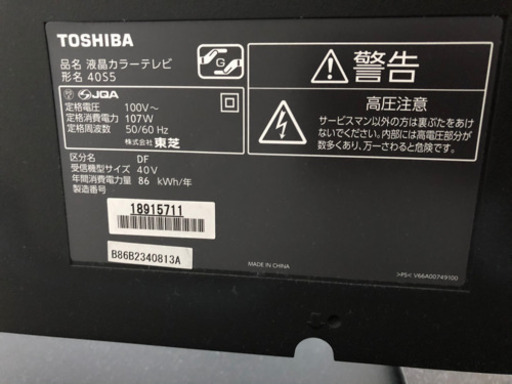 TOSHIBA
品名 液晶カラーテレビ
形名 40S5
G
JQA
定格電圧 100V~
定格消費電力 107W
定格周波数 50/60 Hz
株式会社 東芝
区分名 DF
受信機型サイズ 40V
年間消費電力量 86 kWh/年
製造番号
18915711
B86B2340813A
警告
高圧注意
サービスマン以外の方は裏ぶたをあけ
ないでください。内部には高電圧部分が
数多くあり、万一さわると危険です。
MADE IN CHINA
>PS< V66A00749100